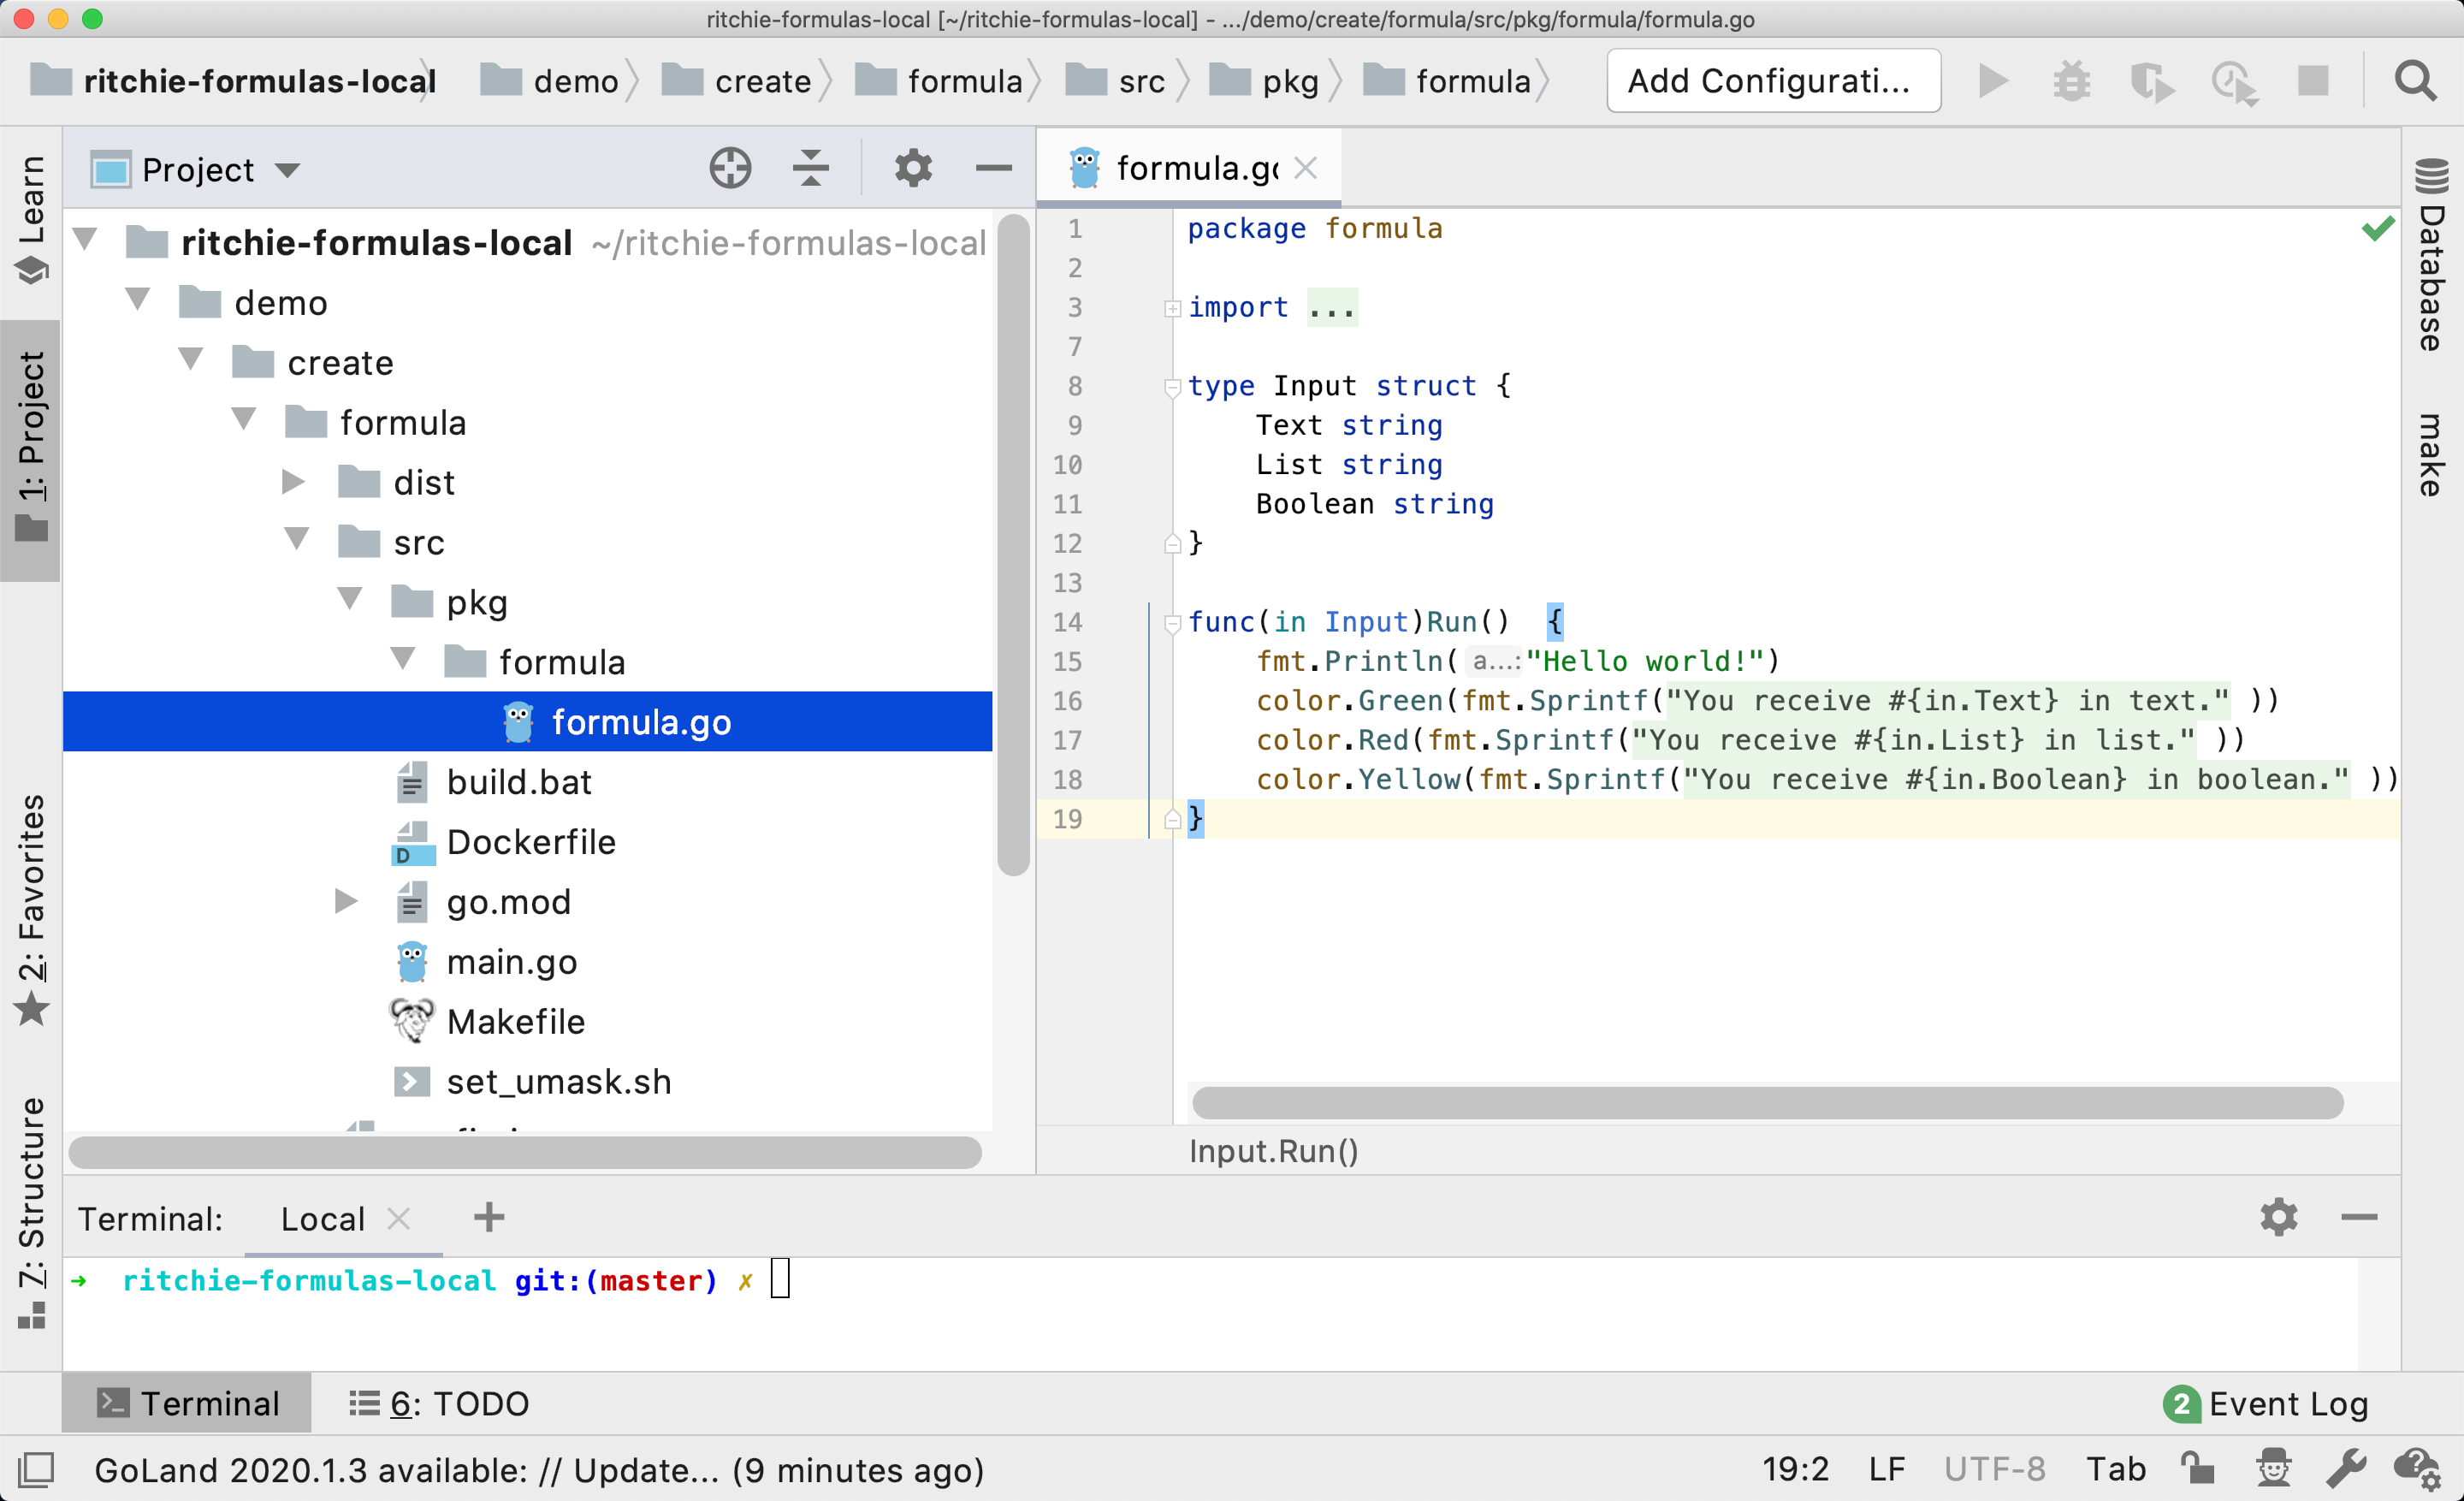 ritchie-formulas-local [~/ritchie-formulas-local] - .../demo/create/formula/src/pkg/formula/formula.go
ritchie-formulas-local demo create formula src pkg formula Add Configurati...
Learn
1: Project
2: Favorites
7: Structure
Project
ritchie-formulas-local ~/ritchie-formulas-local
demo
create
formula
dist
src
pkg
formula
formula.go
build.bat
Dockerfile
go.mod
main.go
Makefile
set_umask.sh
formula.go
1 package formula
2
3 import ...
7
8 type Input struct {
9 Text string
10 List string
11 Boolean string
12 }
13
14 func(in Input)Run()  {
15 fmt.Println( a...: "Hello world!")
16 color.Green(fmt.Sprintf("You receive #{in.Text} in text." ))
17 color.Red(fmt.Sprintf("You receive #{in.List} in list." ))
18 color.Yellow(fmt.Sprintf("You receive #{in.Boolean} in boolean." ))
19 }
Input.Run()
Database
make
Terminal: Local
→ ritchie-formulas-local git:(master) ✗
Terminal 6: TODO 2 Event Log
GoLand 2020.1.3 available: // Update... (9 minutes ago) 19:2 LF UTF-8 Tab